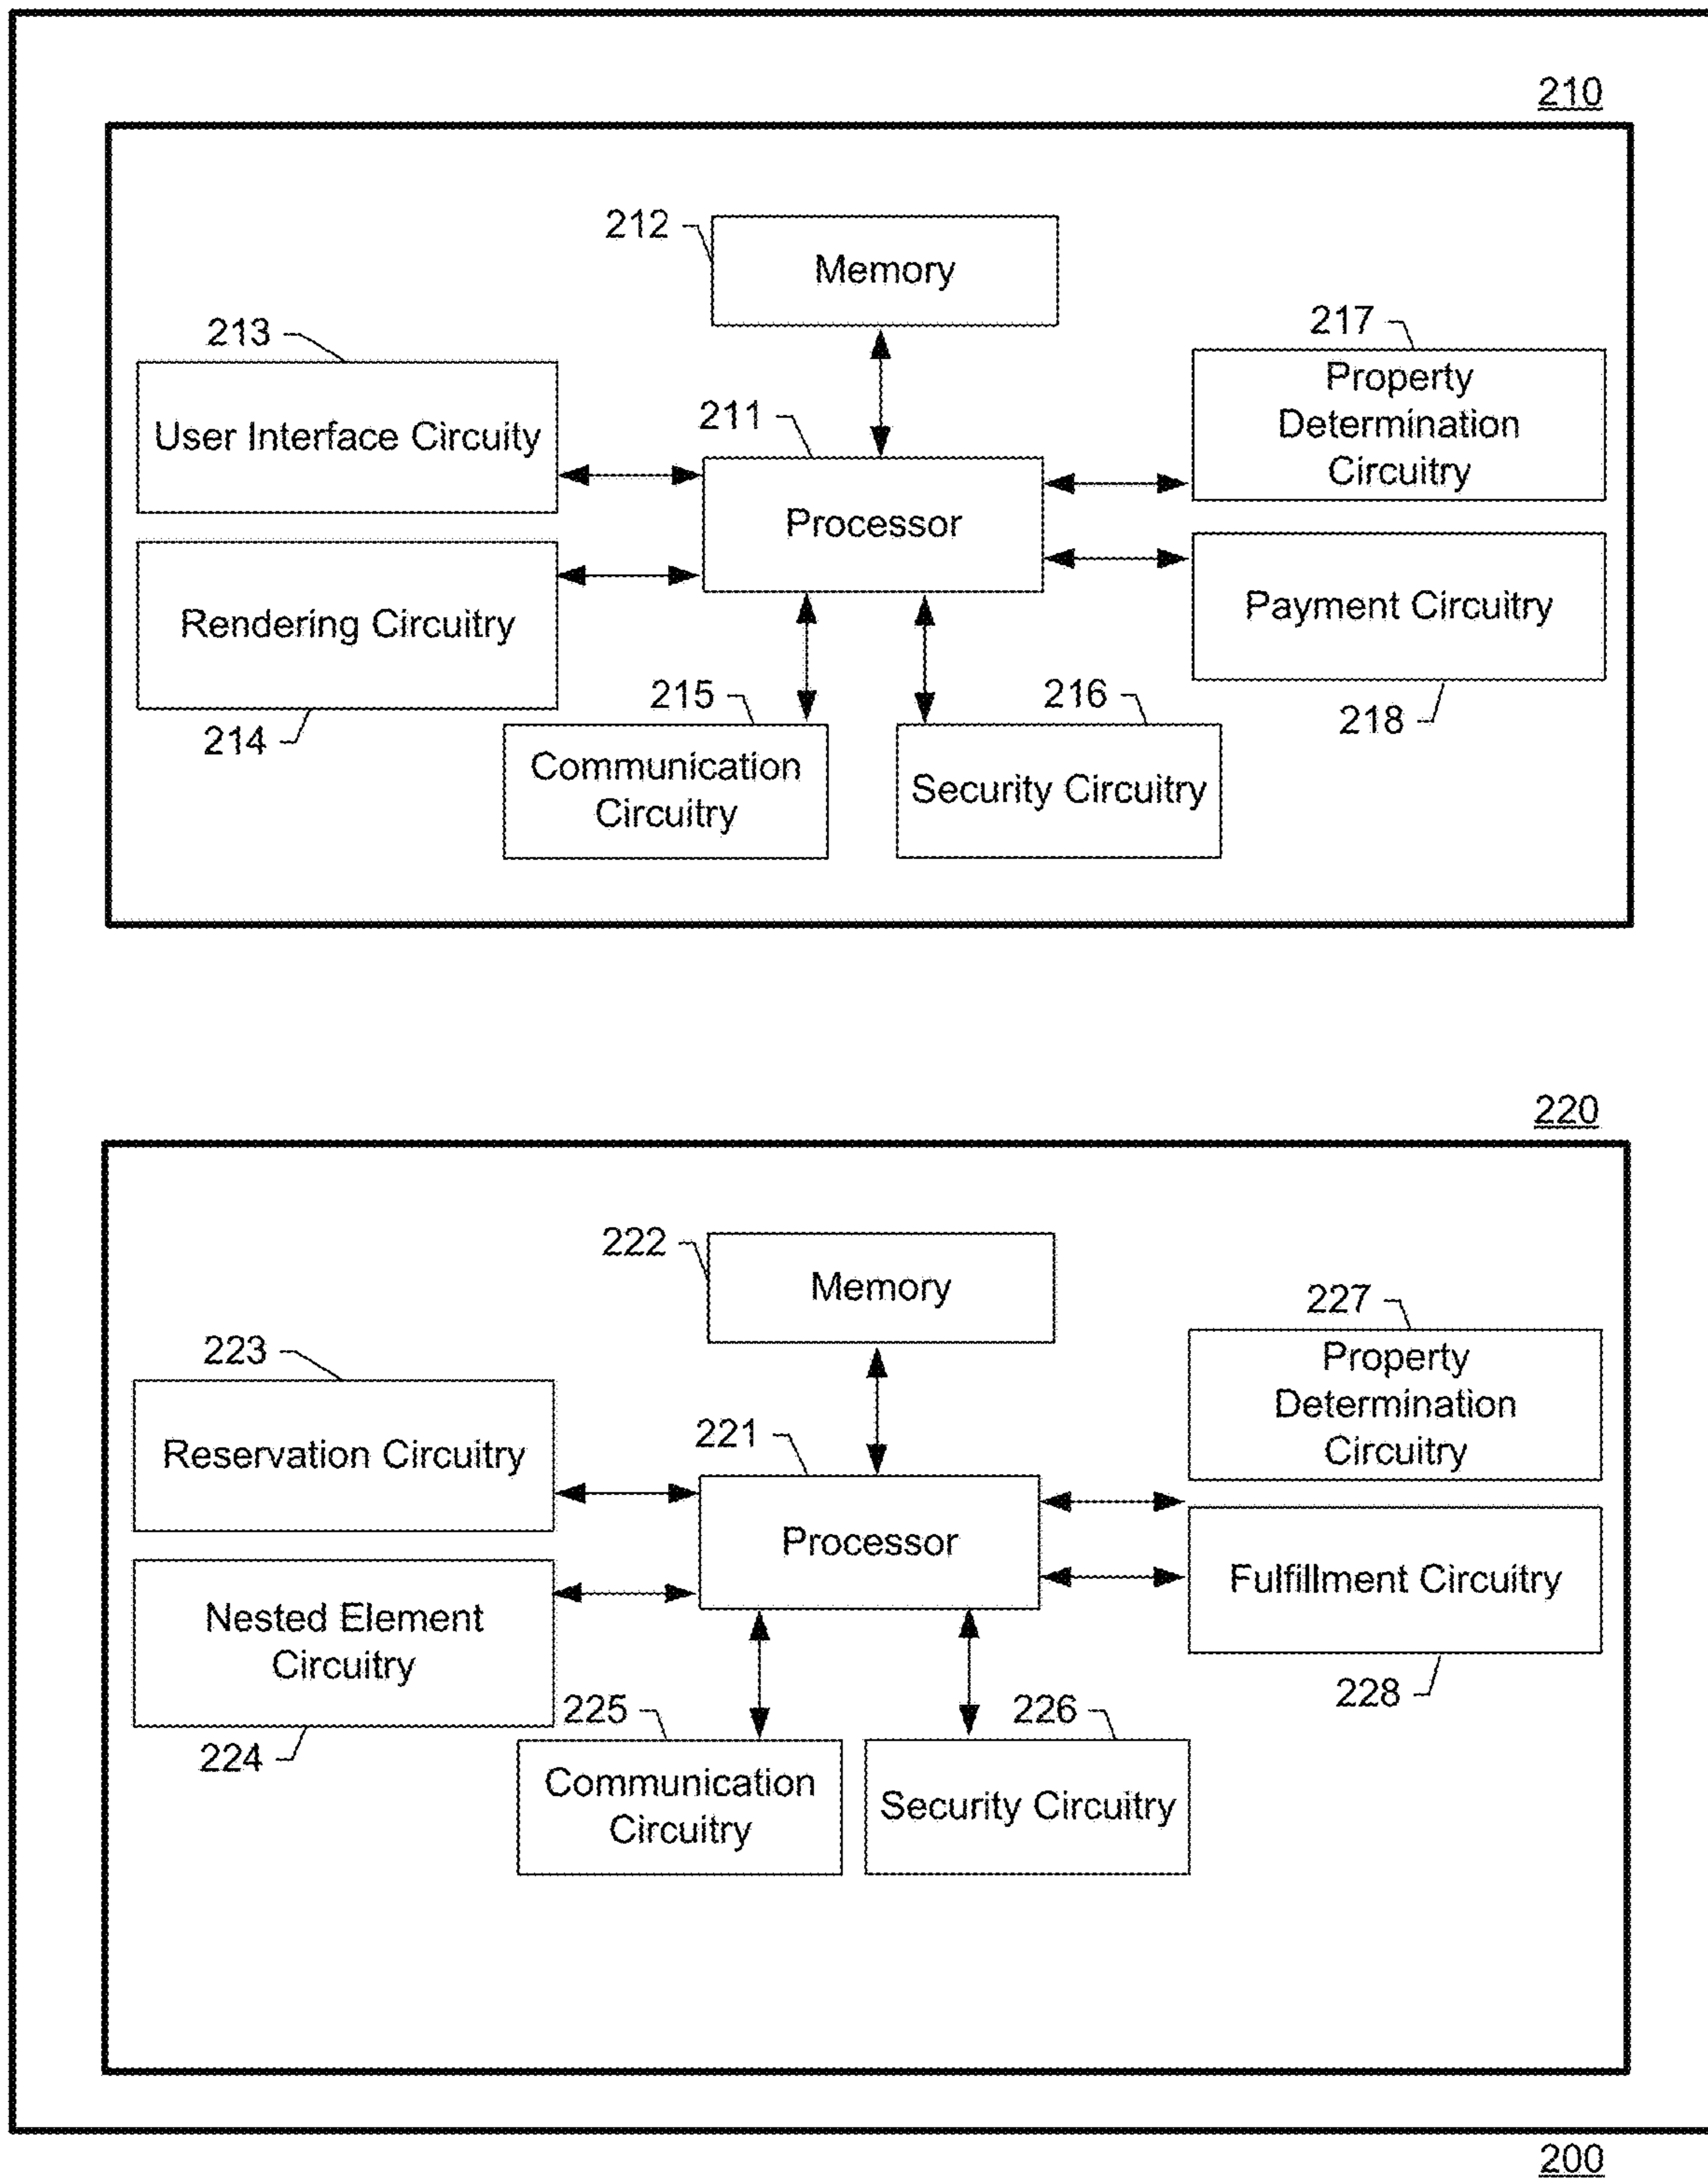 210
212
Memory
213
217
User Interface Circuity
Property
Determination
Circuitry
211
Processor
Rendering Circuitry
Payment Circuitry
214
215
216
218
Communication
Circuitry
Security Circuitry
220
222
Memory
223
227
Reservation Circuitry
Property
Determination
Circuitry
221
Processor
Nested Element
Circuitry
Fulfillment Circuitry
224
225
226
228
Communication
Circuitry
Security Circuitry
200